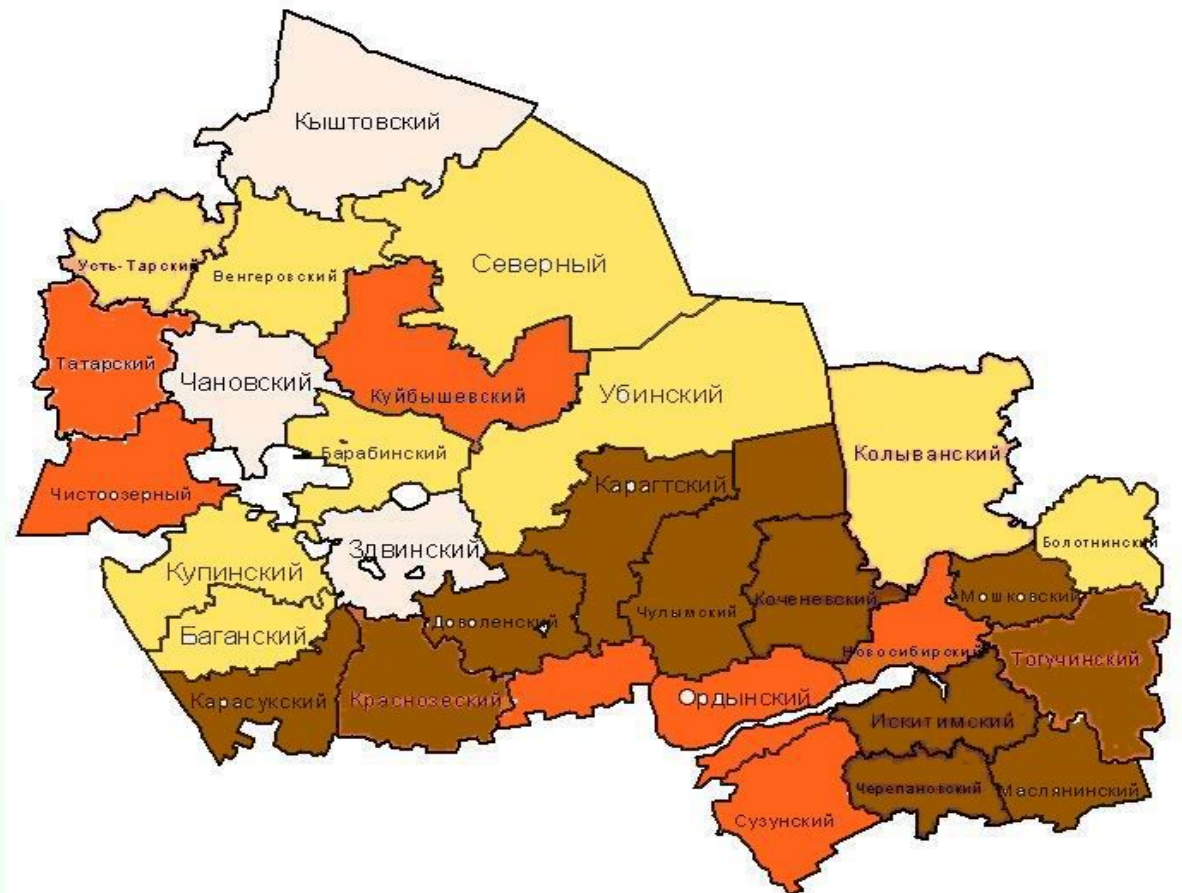 Кыштовский
Северный
Усть-Тарский
Венгеровский
Татарский
Чановский
Куйбышевский
Убинский
Барабинский
Колыванский
Чистоозерный
Карагтский
Здвинский
Болотнинский
Купинский
Мошковский
Коченевский
Чулымский
Доволенский
Баганский
Новосибирский
Тогучинский
Карасукский
Краснозеский
Ордынский
Искитимский
Черепановский
Маслянинский
Сузунский